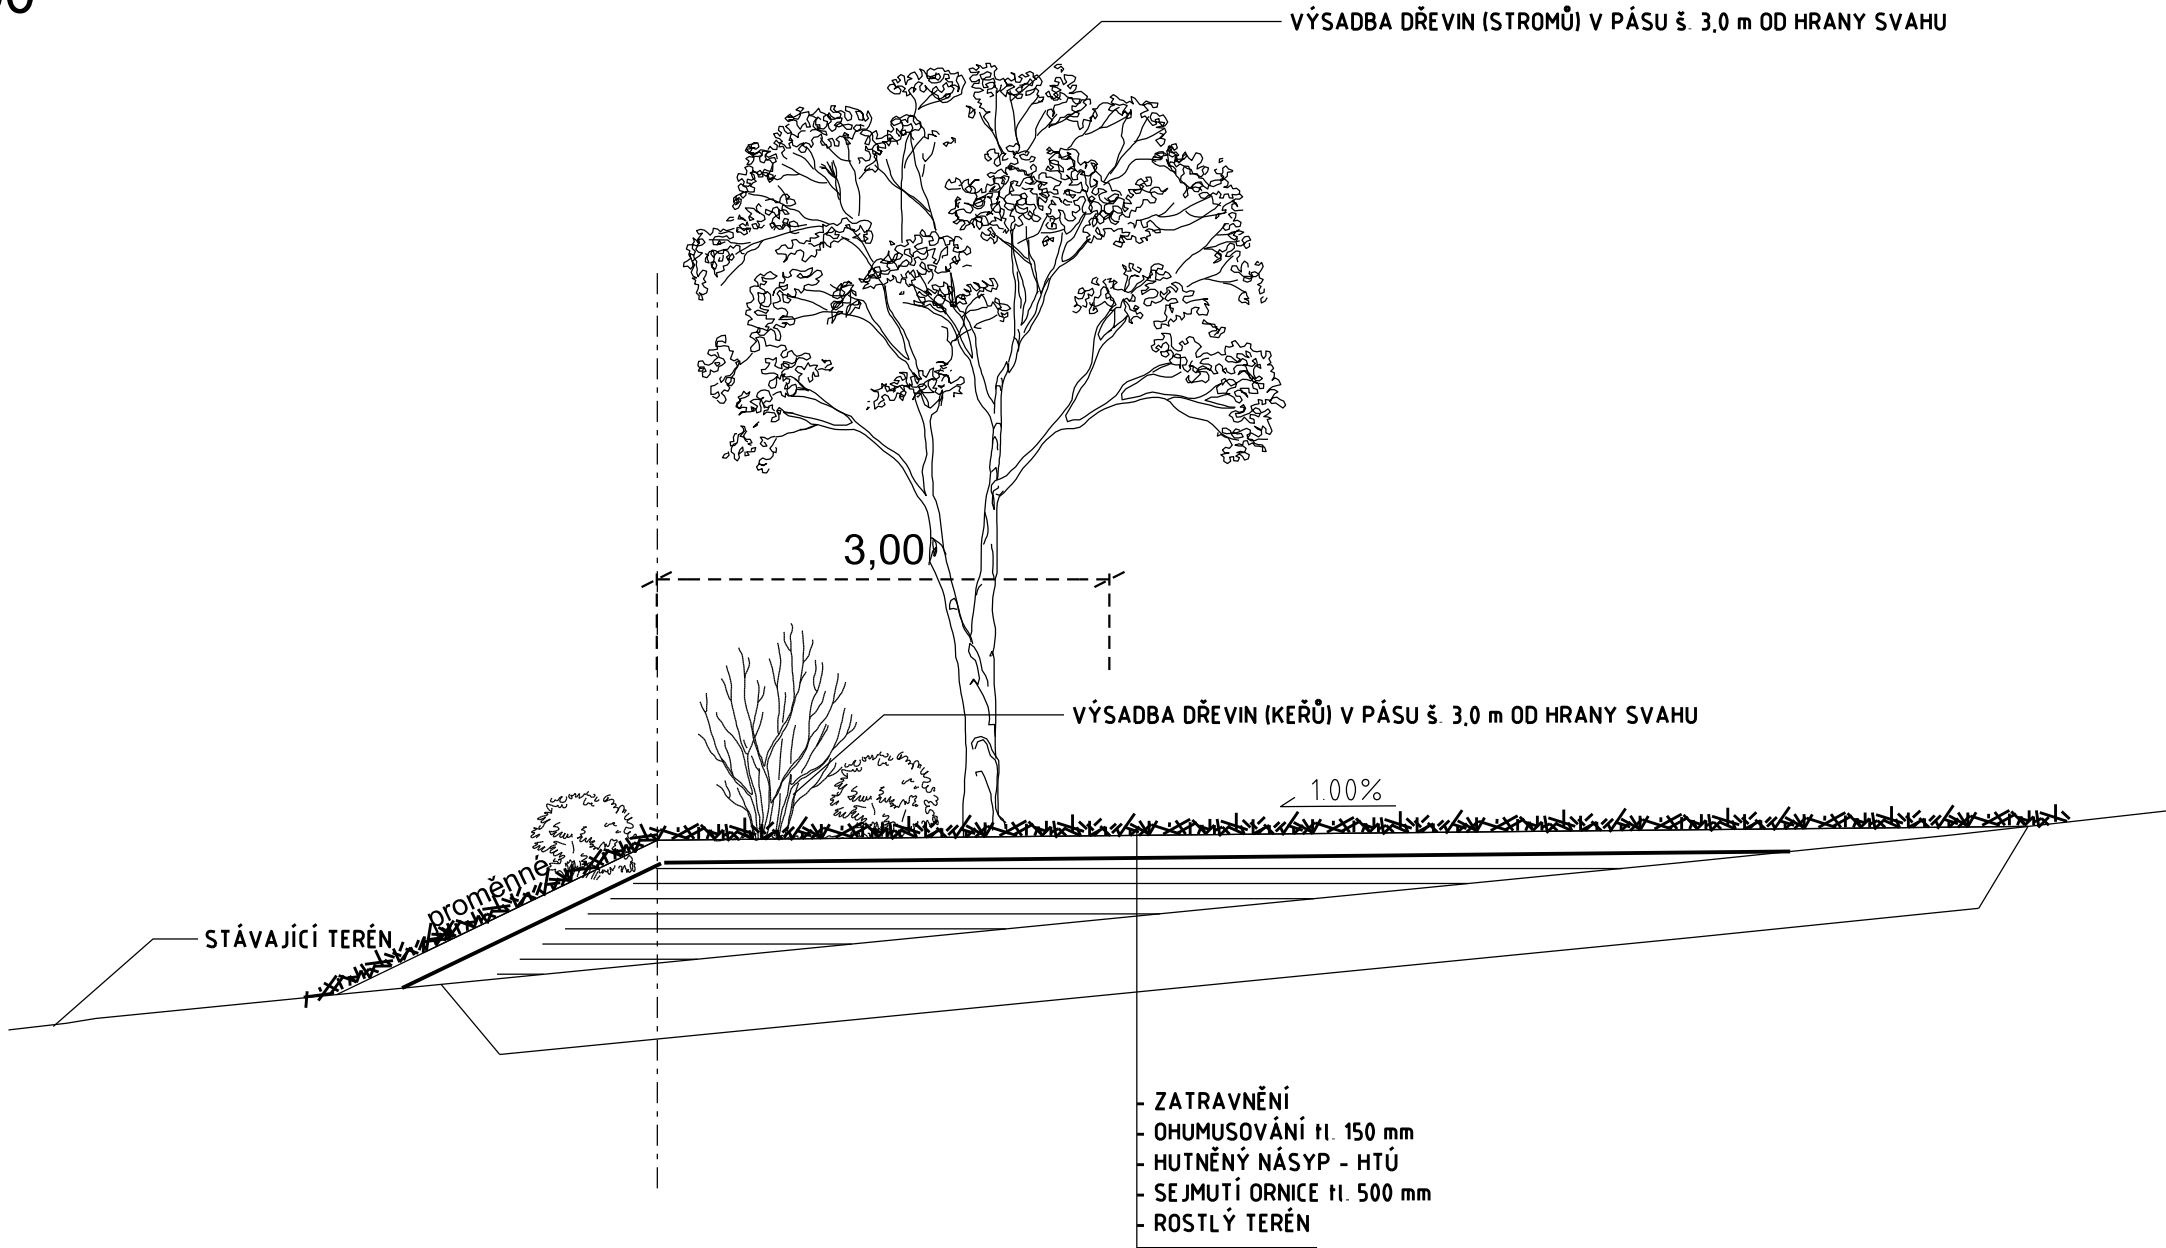 VÝSADBA DŘEVIN (STROMŮ) V PÁSU š. 3,0 m OD HRANY SVAHU
3,00
VÝSADBA DŘEVIN (KEŘŮ) V PÁSU š. 3,0 m OD HRANY SVAHU
1.00%
proměnné
STÁVAJÍCÍ TERÉN
- ZATRAVNĚNÍ
- OHUMUSOVÁNÍ tl. 150 mm
- HUTNĚNÝ NÁSYP - HTÚ
- SEJMUTÍ ORNICE tl. 500 mm
- ROSTLÝ TERÉN